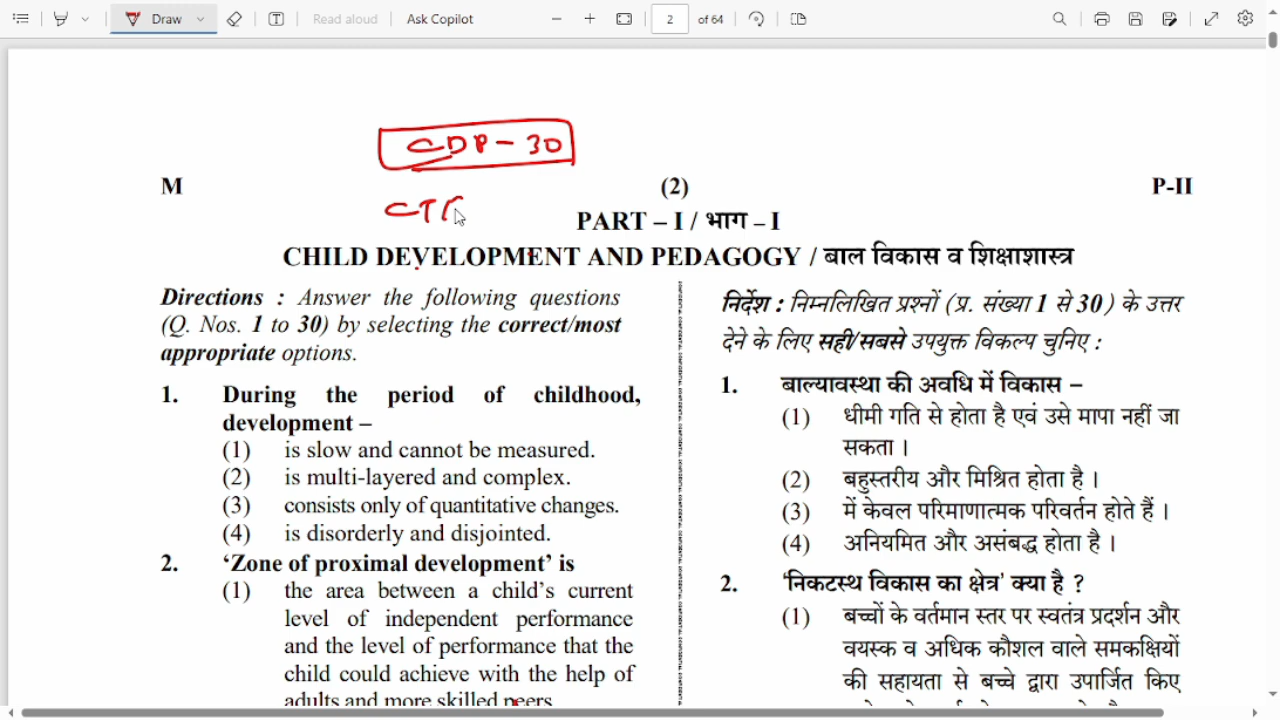 Draw
Read aloud
Ask Copilot
2
of 64
CDP - 30
M
(2)
P-II
PART – I / भाग – I
CHILD DEVELOPMENT AND PEDAGOGY / बाल विकास व शिक्षाशास्त्र
Directions : Answer the following questions
(Q. Nos. 1 to 30) by selecting the correct/most
appropriate options.
1. During the period of childhood,
development –
(1) is slow and cannot be measured.
(2) is multi-layered and complex.
(3) consists only of quantitative changes.
(4) is disorderly and disjointed.
2. ‘Zone of proximal development’ is
(1) the area between a child’s current
level of independent performance
and the level of performance that the
child could achieve with the help of
adults and more skilled peers
निर्देश : निम्नलिखित प्रश्नों (प्र. संख्या 1 से 30) के उत्तर
देने के लिए सही/सबसे उपयुक्त विकल्प चुनिए :
1. बाल्यावस्था की अवधि में विकास –
(1) धीमी गति से होता है एवं उसे मापा नहीं जा
सकता ।
(2) बहुस्तरीय और मिश्रित होता है ।
(3) में केवल परिमाणात्मक परिवर्तन होते हैं ।
(4) अनियमित और असंबद्ध होता है ।
2. ‘निकटस्थ विकास का क्षेत्र’ क्या है ?
(1) बच्चों के वर्तमान स्तर पर स्वतंत्र प्रदर्शन और
वयस्क व अधिक कौशल वाले समकक्षियों
की सहायता से बच्चे द्वारा उपार्जित किए